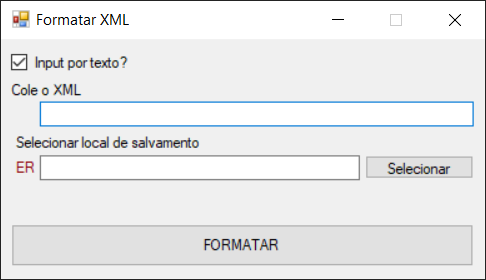 Formatar XML
Input por texto?
Cole o XML
Selecionar local de salvamento
ER
Selecionar
FORMATAR